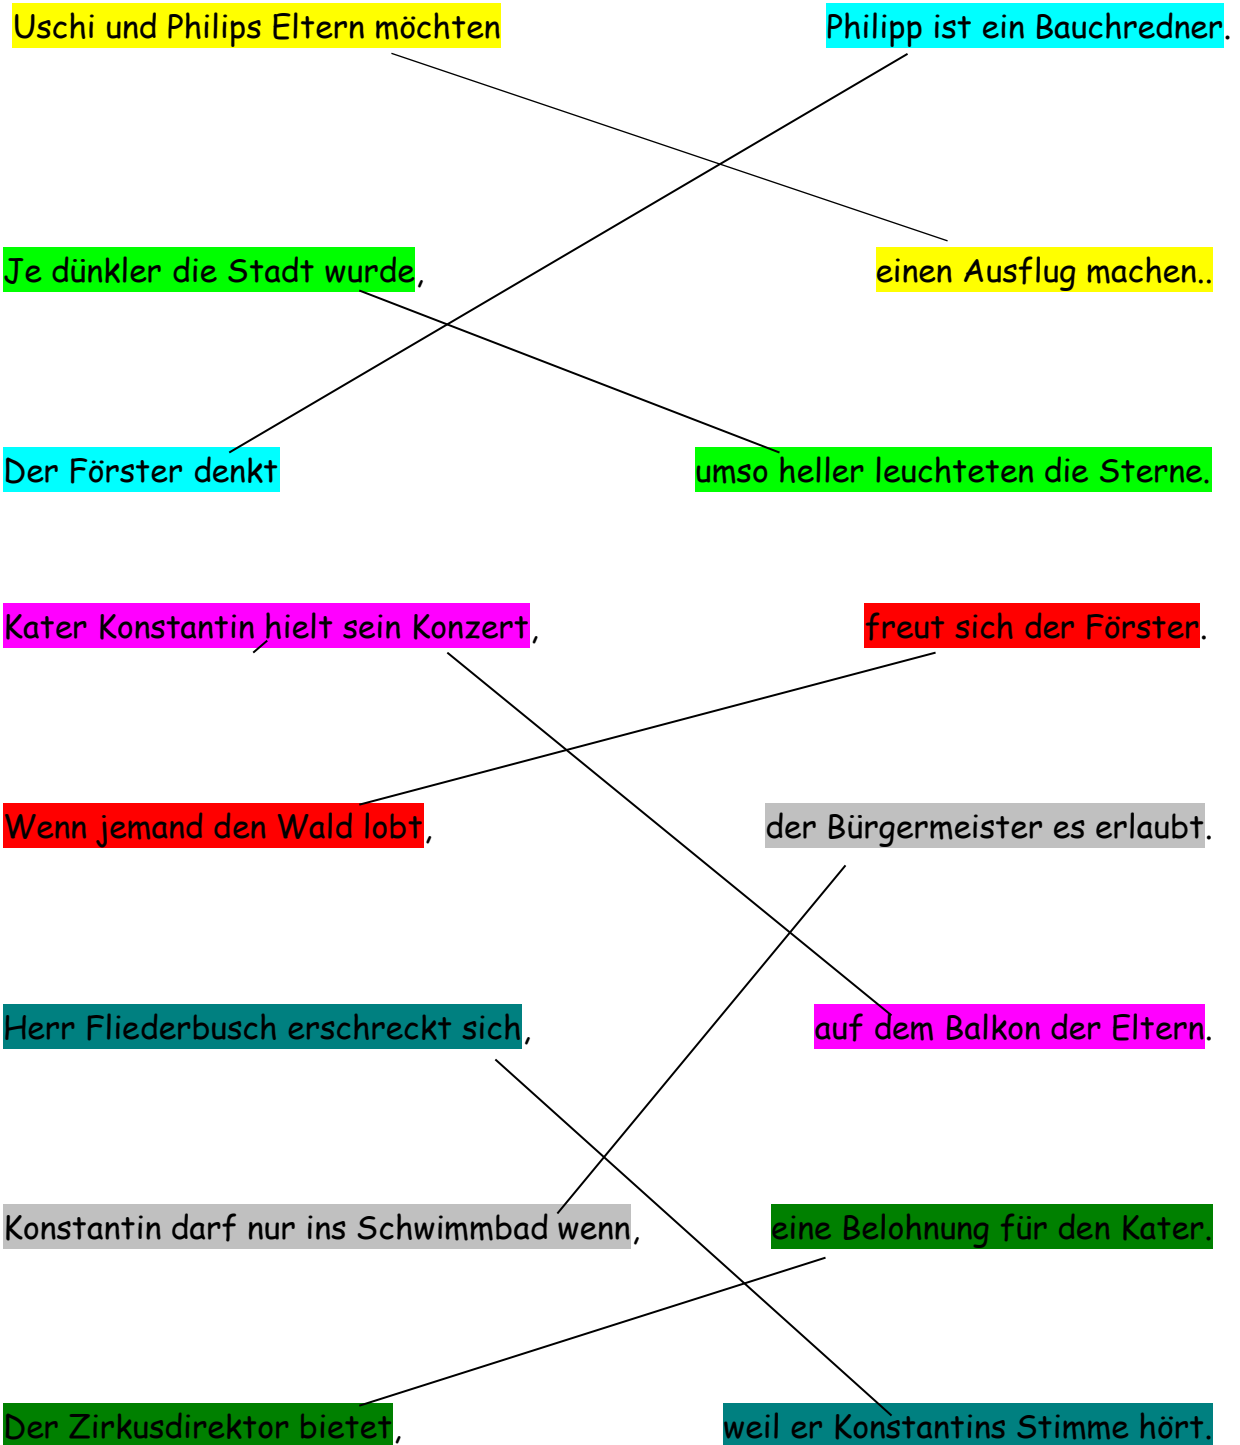 Uschi und Philips Eltern möchten Philipp ist ein Bauchredner.
Je dünkler die Stadt wurde, einen Ausflug machen..
Der Förster denkt umso heller leuchteten die Sterne.
Kater Konstantin hielt sein Konzert, freut sich der Förster.
Wenn jemand den Wald lobt, der Bürgermeister es erlaubt.
Herr Fliederbusch erschreckt sich, auf dem Balkon der Eltern.
Konstantin darf nur ins Schwimmbad wenn, eine Belohnung für den Kater.
Der Zirkusdirektor bietet, weil er Konstantins Stimme hört.